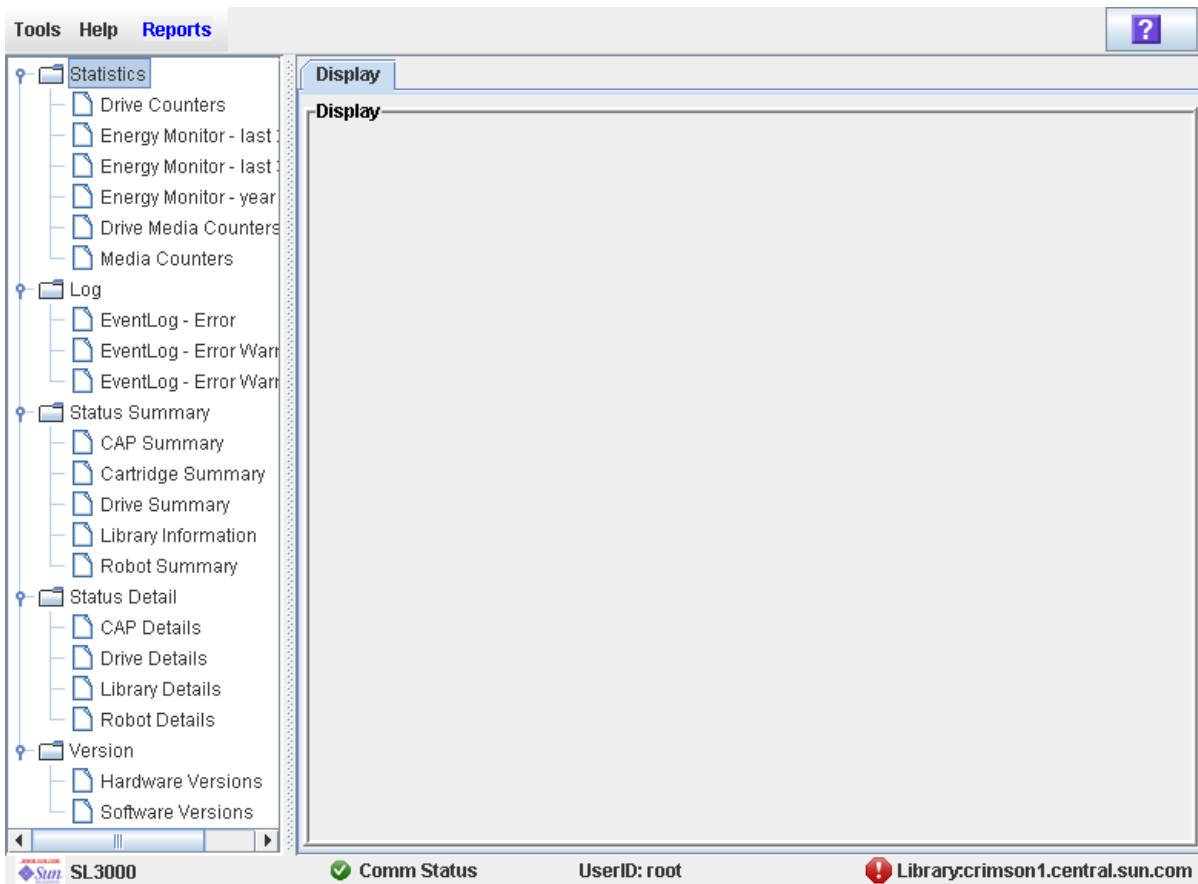 Tools Help Reports
?
Statistics
Drive Counters
Energy Monitor - last
Energy Monitor - last
Energy Monitor - year
Drive Media Counters
Media Counters
Log
EventLog - Error
EventLog - Error Warr
EventLog - Error Warr
Status Summary
CAP Summary
Cartridge Summary
Drive Summary
Library Information
Robot Summary
Status Detail
CAP Details
Drive Details
Library Details
Robot Details
Version
Hardware Versions
Software Versions
Display
Display
Sun SL3000 Comm Status UserID: root Library:crimson1.central.sun.com